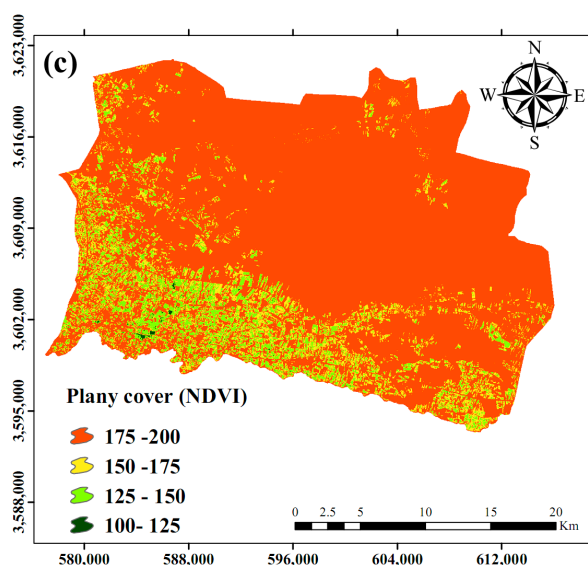 (c)
N
W E
S
3,623,000
3,616,000
3,609,000
3,602,000
3,595,000
3,588,000
Plany cover (NDVI)
175 -200
150 -175
125 - 150
100- 125
0 2.5 5 10 15 20
Km
580,000 588,000 596,000 604,000 612,000